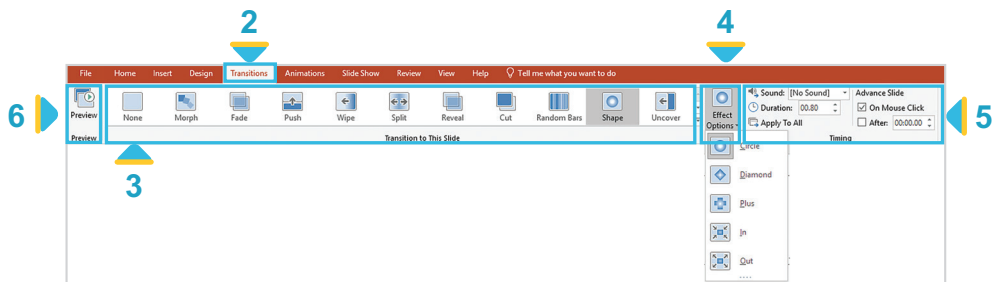 2
4
File Home Insert Design Transitions Animations Slide Show Review View Help Tell me what you want to do
6
Preview
None Morph Fade Push Wipe Split Reveal Cut Random Bars Shape Uncover
Effect
Options
Sound: [No Sound]
Duration: 00.80
Apply To All
Advance Slide
On Mouse Click
After: 00:00.00
5
Preview
Transition to This Slide
Timing
3
Circle
Diamond
Plus
In
Out